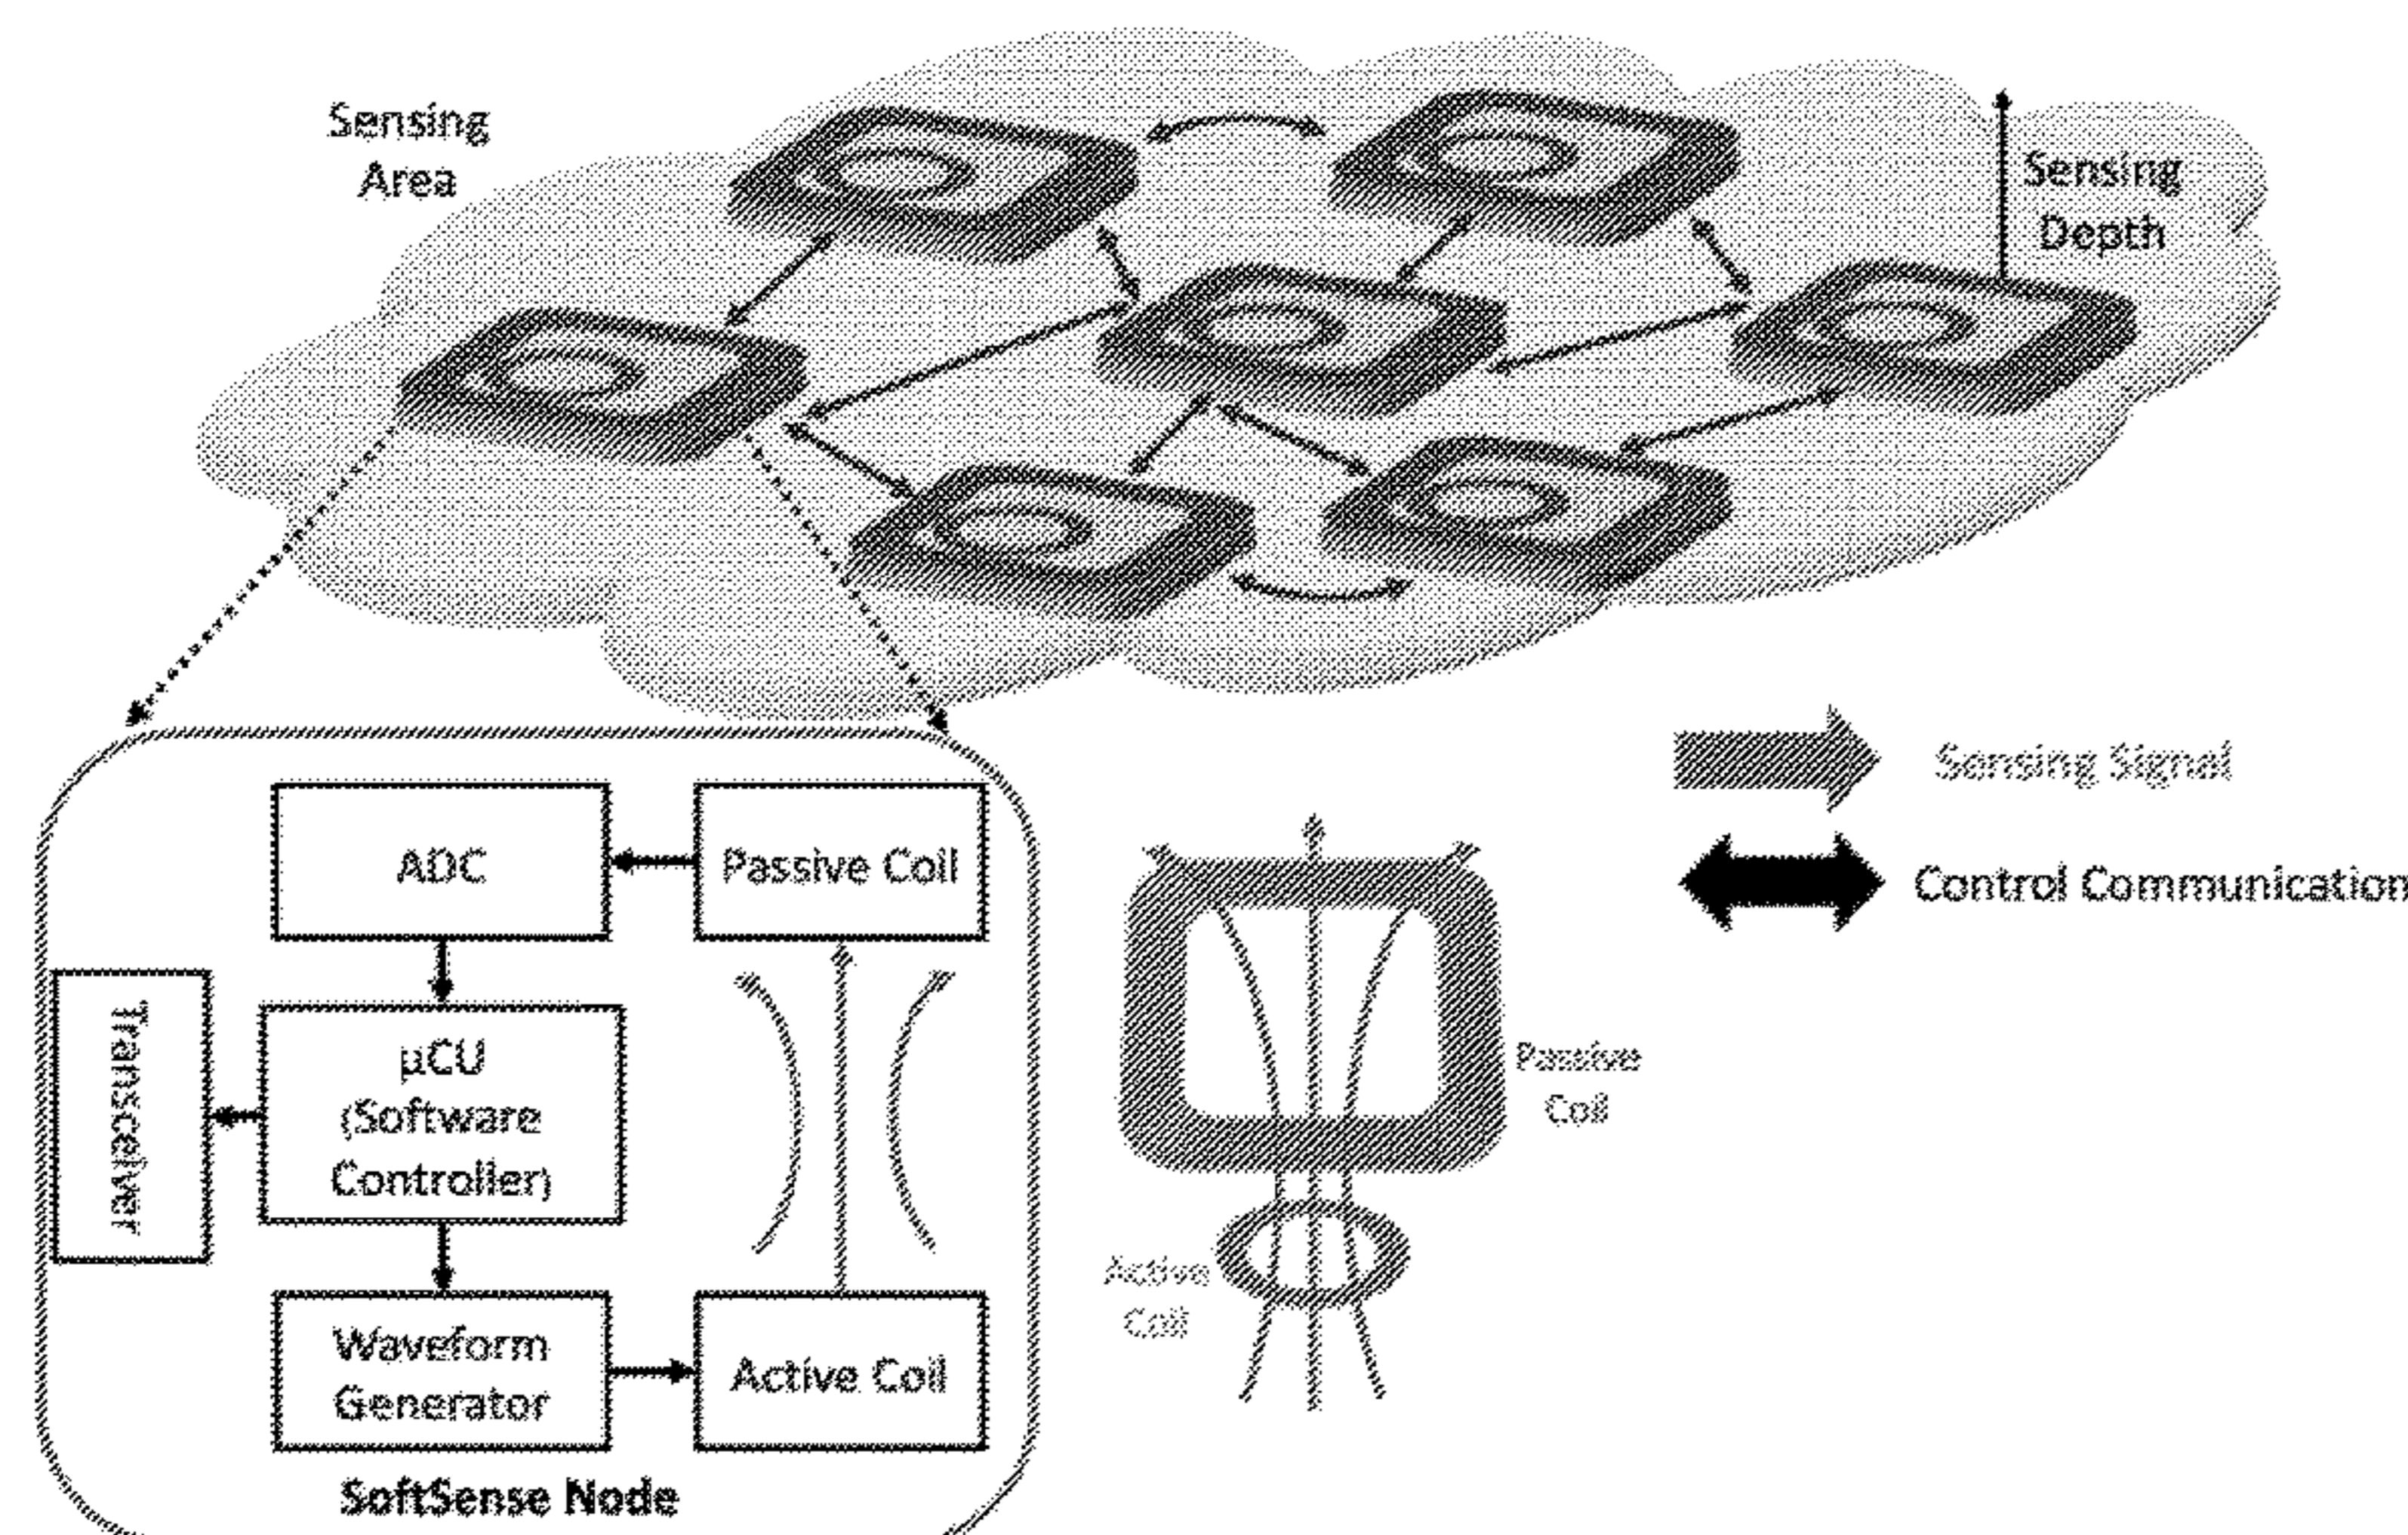 Sensing
Area
Sensing
Depth
Sensing Signal
Control Communication
ADC
Passive Coil
Transceiver
µCU
(Software
Controller)
Waveform
Generator
Active Coil
SoftSense Node
Passive
Coil
Active
Coil